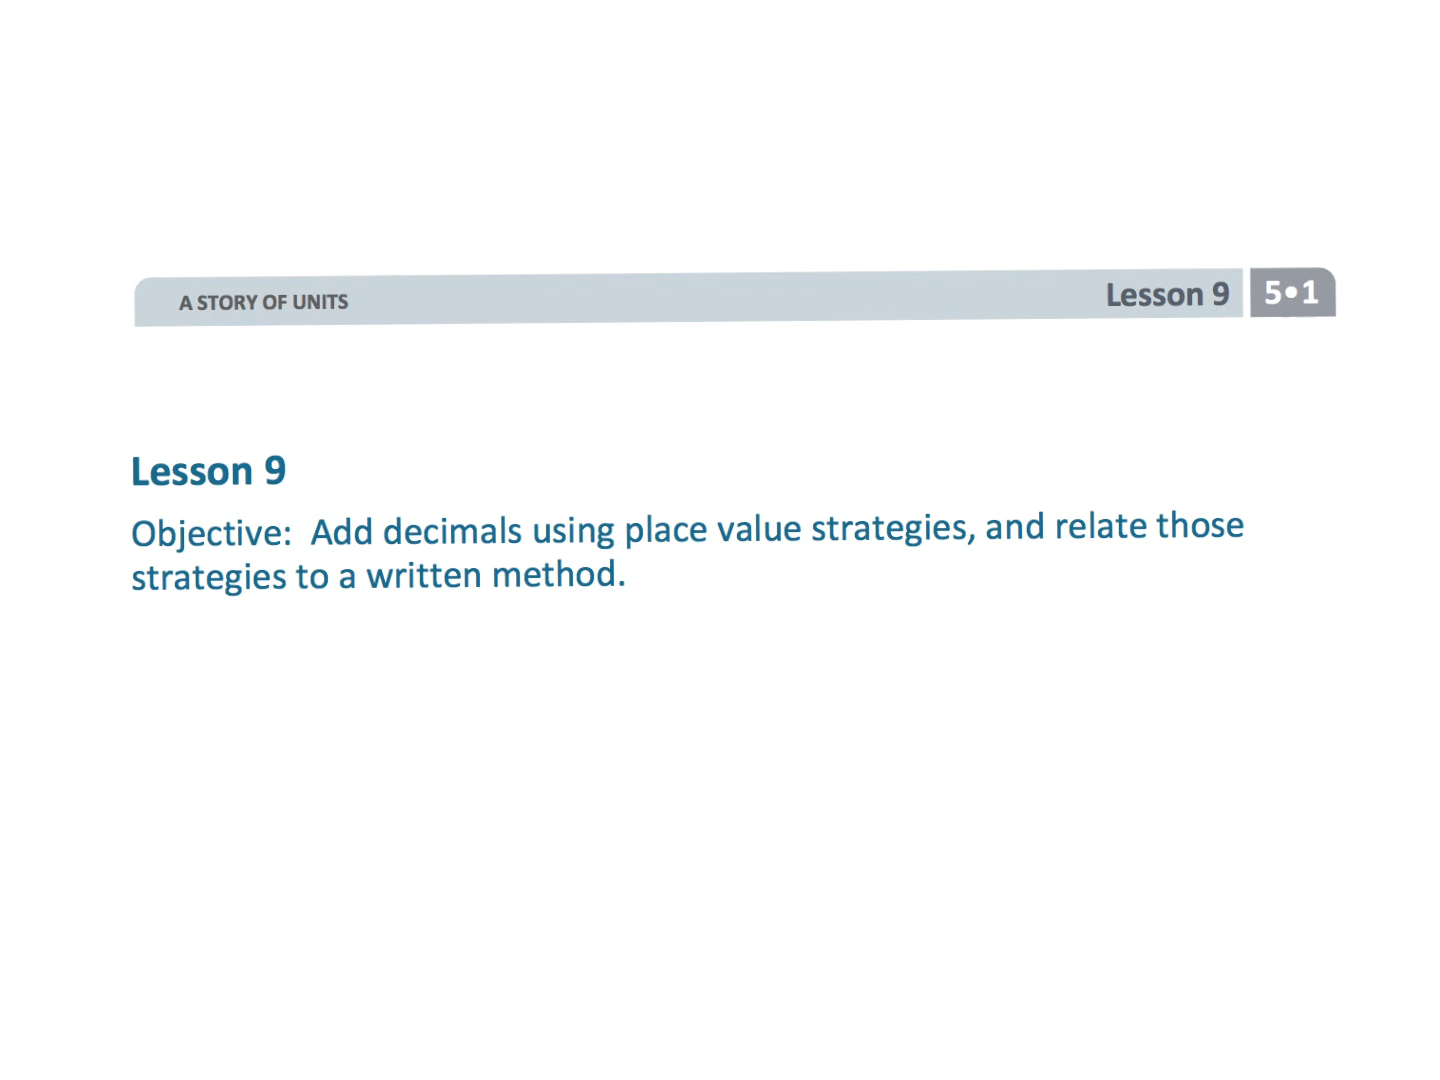 A STORY OF UNITS
Lesson 9
5•1
Lesson 9
Objective:  Add decimals using place value strategies, and relate those
strategies to a written method.